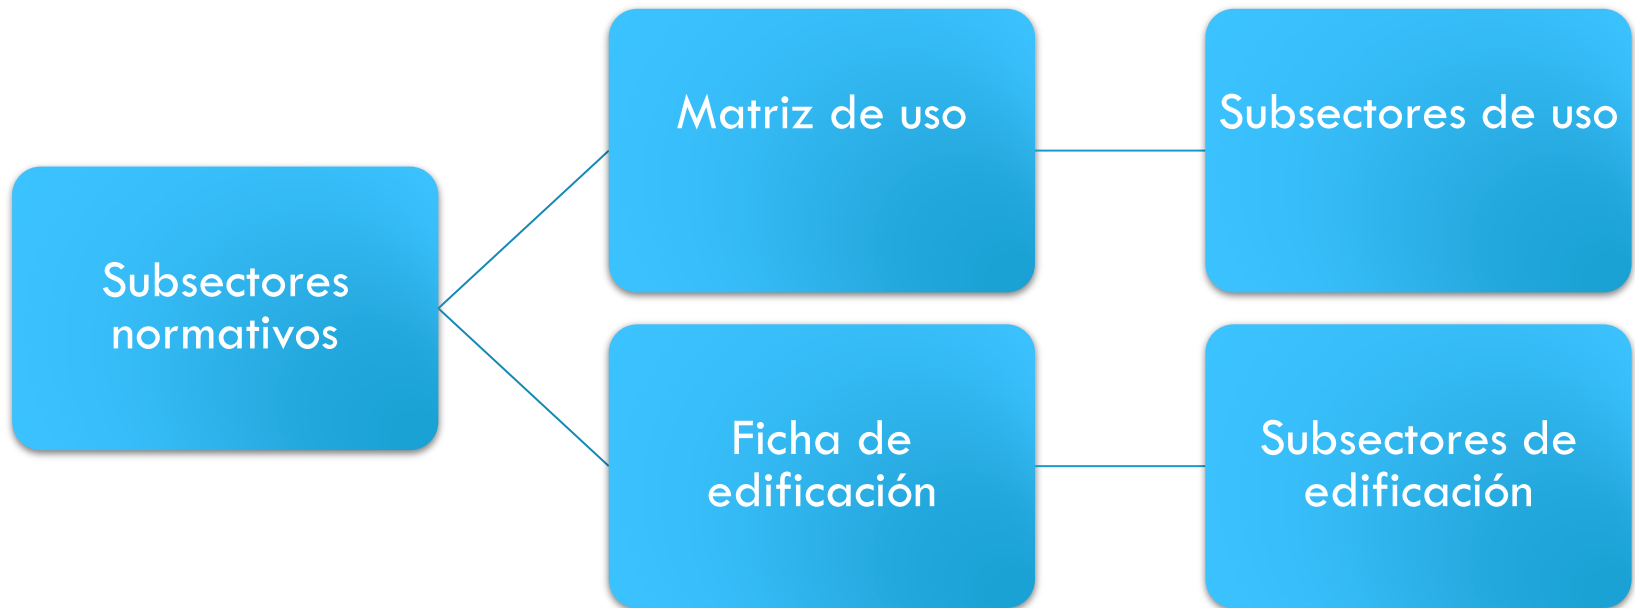 Matriz de uso
Subsectores de uso
Subsectores
normativos
Ficha de
edificación
Subsectores de
edificación